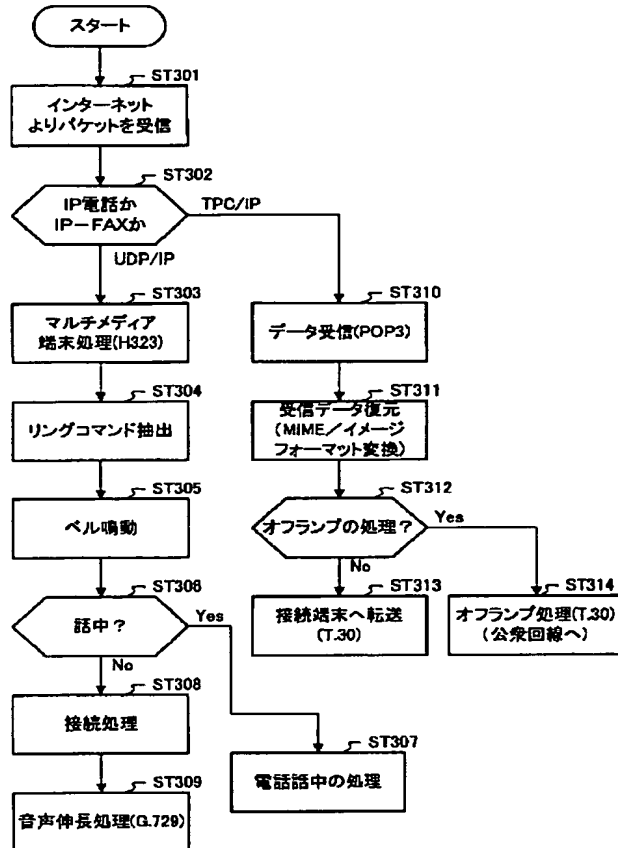 スタート
ST301
インターネット
よりパケットを受信
ST302
IP電話か
IP-FAXか
TPC/IP
UDP/IP
ST303
マルチメディア
端末処理(H323)
ST304
リングコマンド抽出
ST305
ベル鳴動
ST306
話中?
Yes
No
ST308
接続処理
ST309
音声伸長処理(G.729)
ST307
電話話中の処理
ST310
データ受信(POP3)
ST311
受信データ復元
(MIME/イメージ
フォーマット変換)
ST312
オフランプの処理?
Yes
No
ST313
接続端末へ転送
(T.30)
ST314
オフランプ処理(T.30)
(公衆回線へ)